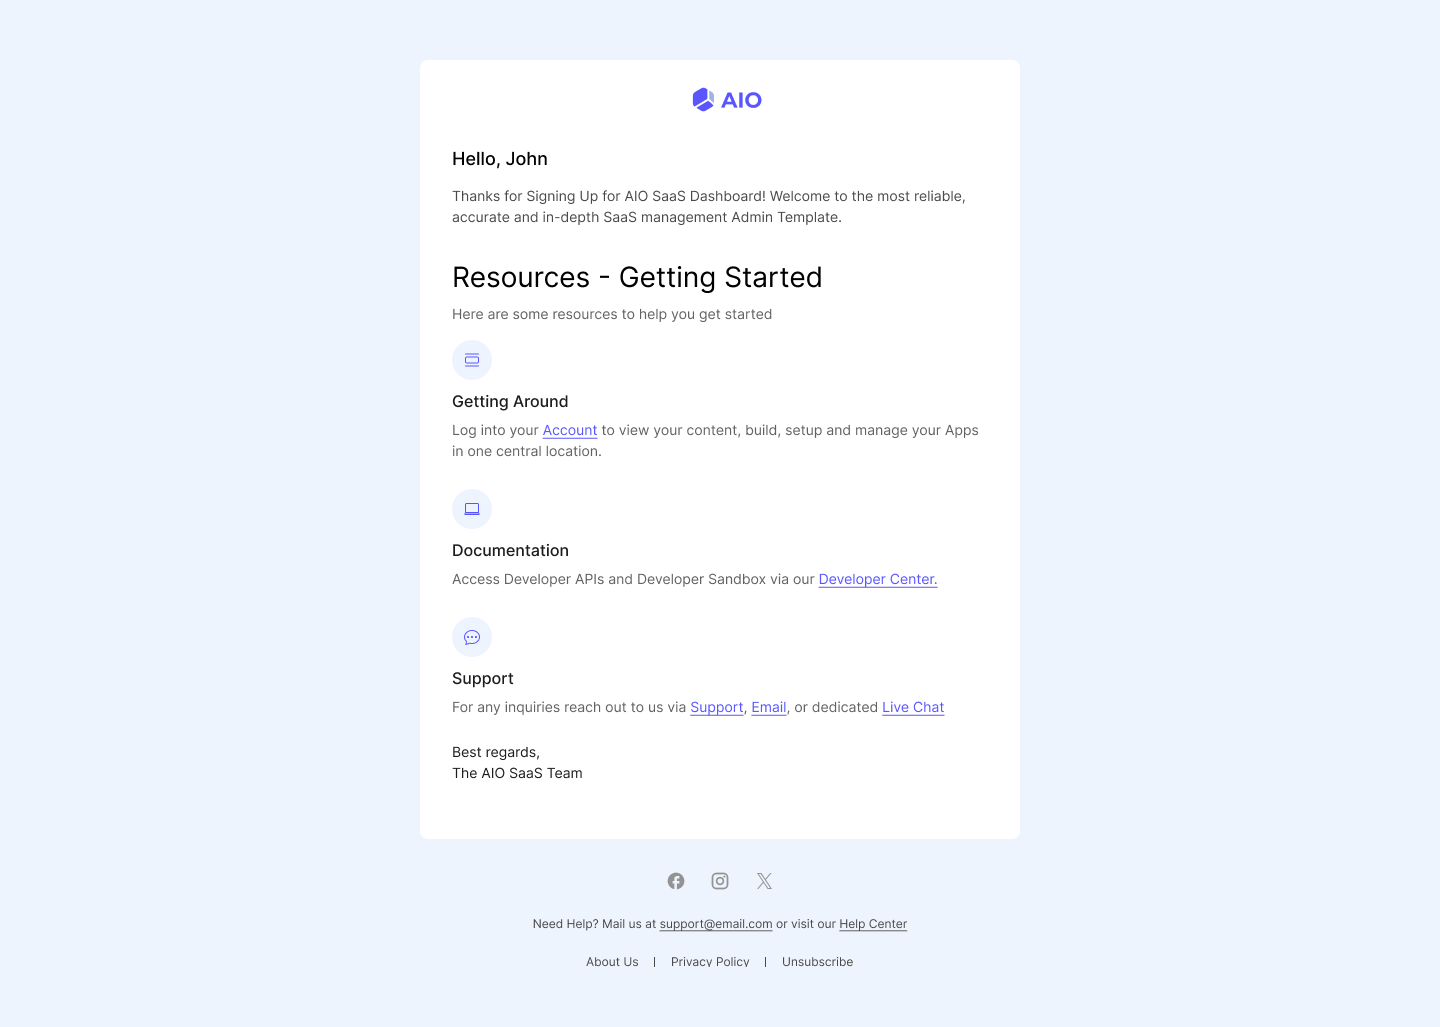 AIO
Hello, John
Thanks for Signing Up for AIO SaaS Dashboard! Welcome to the most reliable,
accurate and in-depth SaaS management Admin Template.
Resources - Getting Started
Here are some resources to help you get started
Getting Around
Log into your Account to view your content, build, setup and manage your Apps
in one central location.
Documentation
Access Developer APIs and Developer Sandbox via our Developer Center.
Support
For any inquiries reach out to us via Support, Email, or dedicated Live Chat
Best regards,
The AIO SaaS Team
Need Help? Mail us at support@email.com or visit our Help Center
About Us | Privacy Policy | Unsubscribe